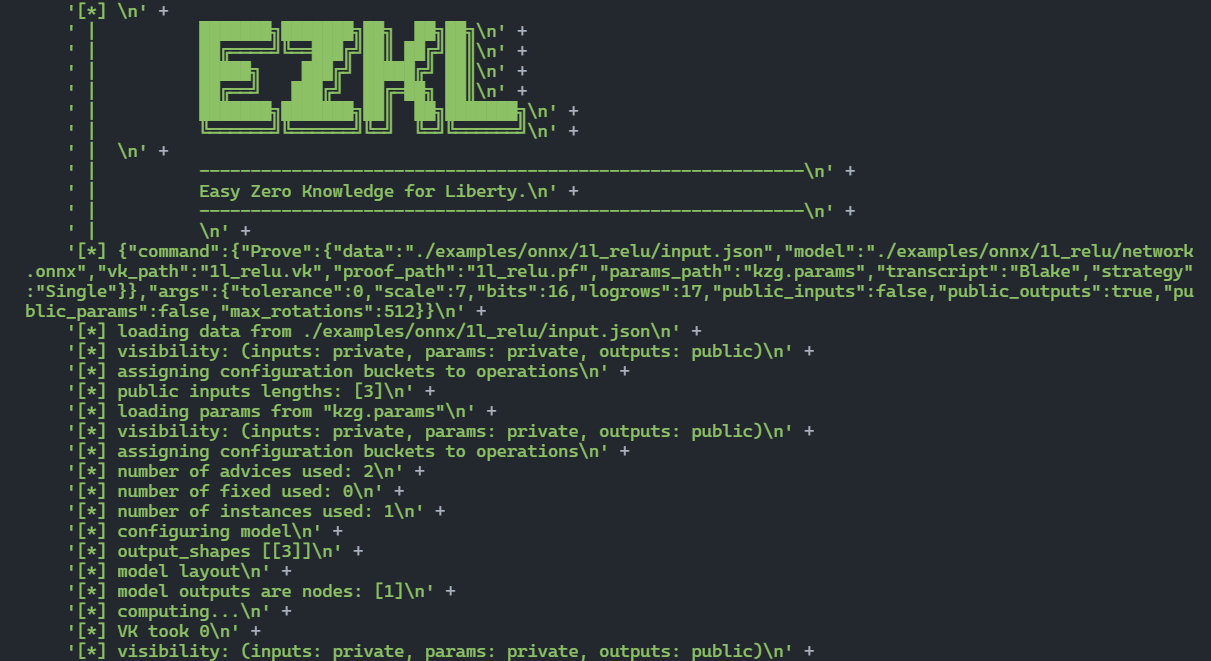 '[*] \n' +
' |          ███████╗███████╗██╗  ██╗██╗\n' +
' |          ██╔════╝╚══███╔╝██║ ██╔╝██║\n' +
' |          █████╗    ███╔╝ █████╔╝ ██║\n' +
' |          ██╔══╝   ███╔╝  ██╔═██╗ ██║\n' +
' |          ███████╗███████╗██║  ██╗███████╗\n' +
' |          ╚══════╝╚══════╝╚═╝  ╚═╝╚══════╝\n' +
' |  \n' +
' |          -----------------------------------------------------------\n' +
' |          Easy Zero Knowledge for Liberty.\n' +
' |          -----------------------------------------------------------\n' +
' |          \n' +
'[*] {"command":{"Prove":{"data":"./examples/onnx/1l_relu/input.json","model":"./examples/onnx/1l_relu/network
.onnx","vk_path":"1l_relu.vk","proof_path":"1l_relu.pf","params_path":"kzg.params","transcript":"Blake","strategy"
:"Single"}},"args":{"tolerance":0,"scale":7,"bits":16,"logrows":17,"public_inputs":false,"public_outputs":true,"pu
blic_params":false,"max_rotations":512}}\n' +
'[*] loading data from ./examples/onnx/1l_relu/input.json\n' +
'[*] visibility: (inputs: private, params: private, outputs: public)\n' +
'[*] assigning configuration buckets to operations\n' +
'[*] public inputs lengths: [3]\n' +
'[*] loading params from "kzg.params"\n' +
'[*] visibility: (inputs: private, params: private, outputs: public)\n' +
'[*] assigning configuration buckets to operations\n' +
'[*] number of advices used: 2\n' +
'[*] number of fixed used: 0\n' +
'[*] number of instances used: 1\n' +
'[*] configuring model\n' +
'[*] output_shapes [[3]]\n' +
'[*] model layout\n' +
'[*] model outputs are nodes: [1]\n' +
'[*] computing...\n' +
'[*] VK took 0\n' +
'[*] visibility: (inputs: private, params: private, outputs: public)\n' +